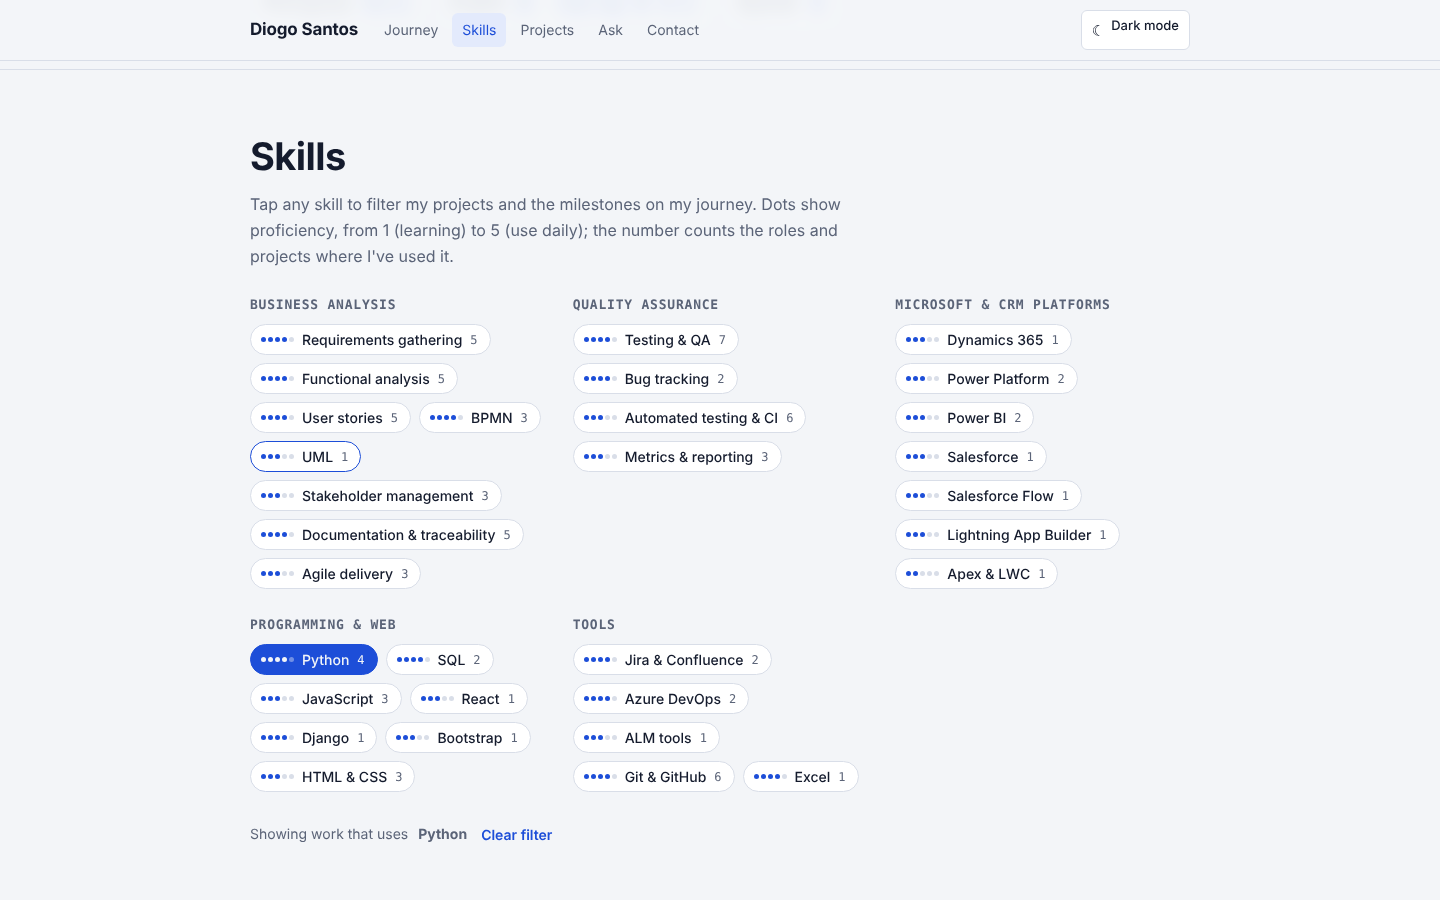 Diogo Santos Journey Skills Projects Ask Contact Dark mode
Skills
Tap any skill to filter my projects and the milestones on my journey. Dots show
proficiency, from 1 (learning) to 5 (use daily); the number counts the roles and
projects where I've used it.
BUSINESS ANALYSIS
Requirements gathering 5
Functional analysis 5
User stories 5 BPMN 3
UML 1
Stakeholder management 3
Documentation & traceability 5
Agile delivery 3
QUALITY ASSURANCE
Testing & QA 7
Bug tracking 2
Automated testing & CI 6
Metrics & reporting 3
MICROSOFT & CRM PLATFORMS
Dynamics 365 1
Power Platform 2
Power BI 2
Salesforce 1
Salesforce Flow 1
Lightning App Builder 1
Apex & LWC 1
PROGRAMMING & WEB
Python 4 SQL 2
JavaScript 3 React 1
Django 1 Bootstrap 1
HTML & CSS 3
TOOLS
Jira & Confluence 2
Azure DevOps 2
ALM tools 1
Git & GitHub 6 Excel 1
Showing work that uses Python Clear filter